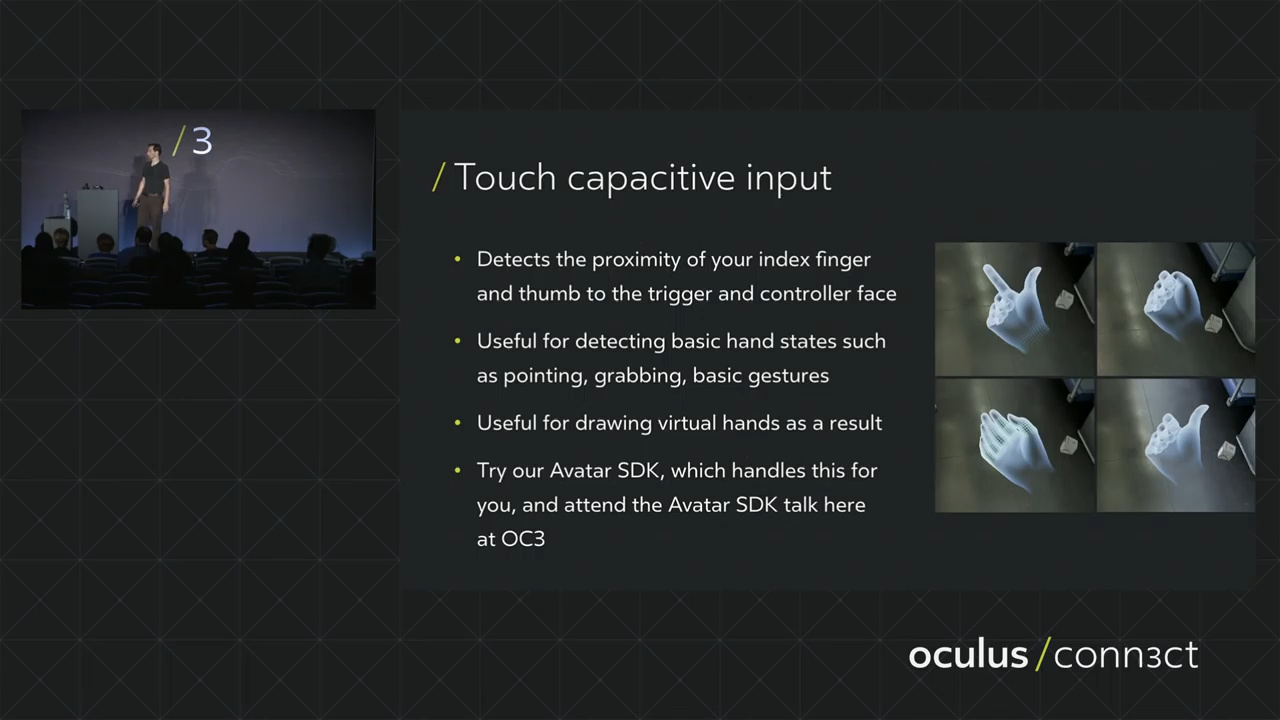 /3
/ Touch capacitive input
• Detects the proximity of your index finger
and thumb to the trigger and controller face
• Useful for detecting basic hand states such
as pointing, grabbing, basic gestures
• Useful for drawing virtual hands as a result
• Try our Avatar SDK, which handles this for
you, and attend the Avatar SDK talk here
at OC3
oculus /conn3ct